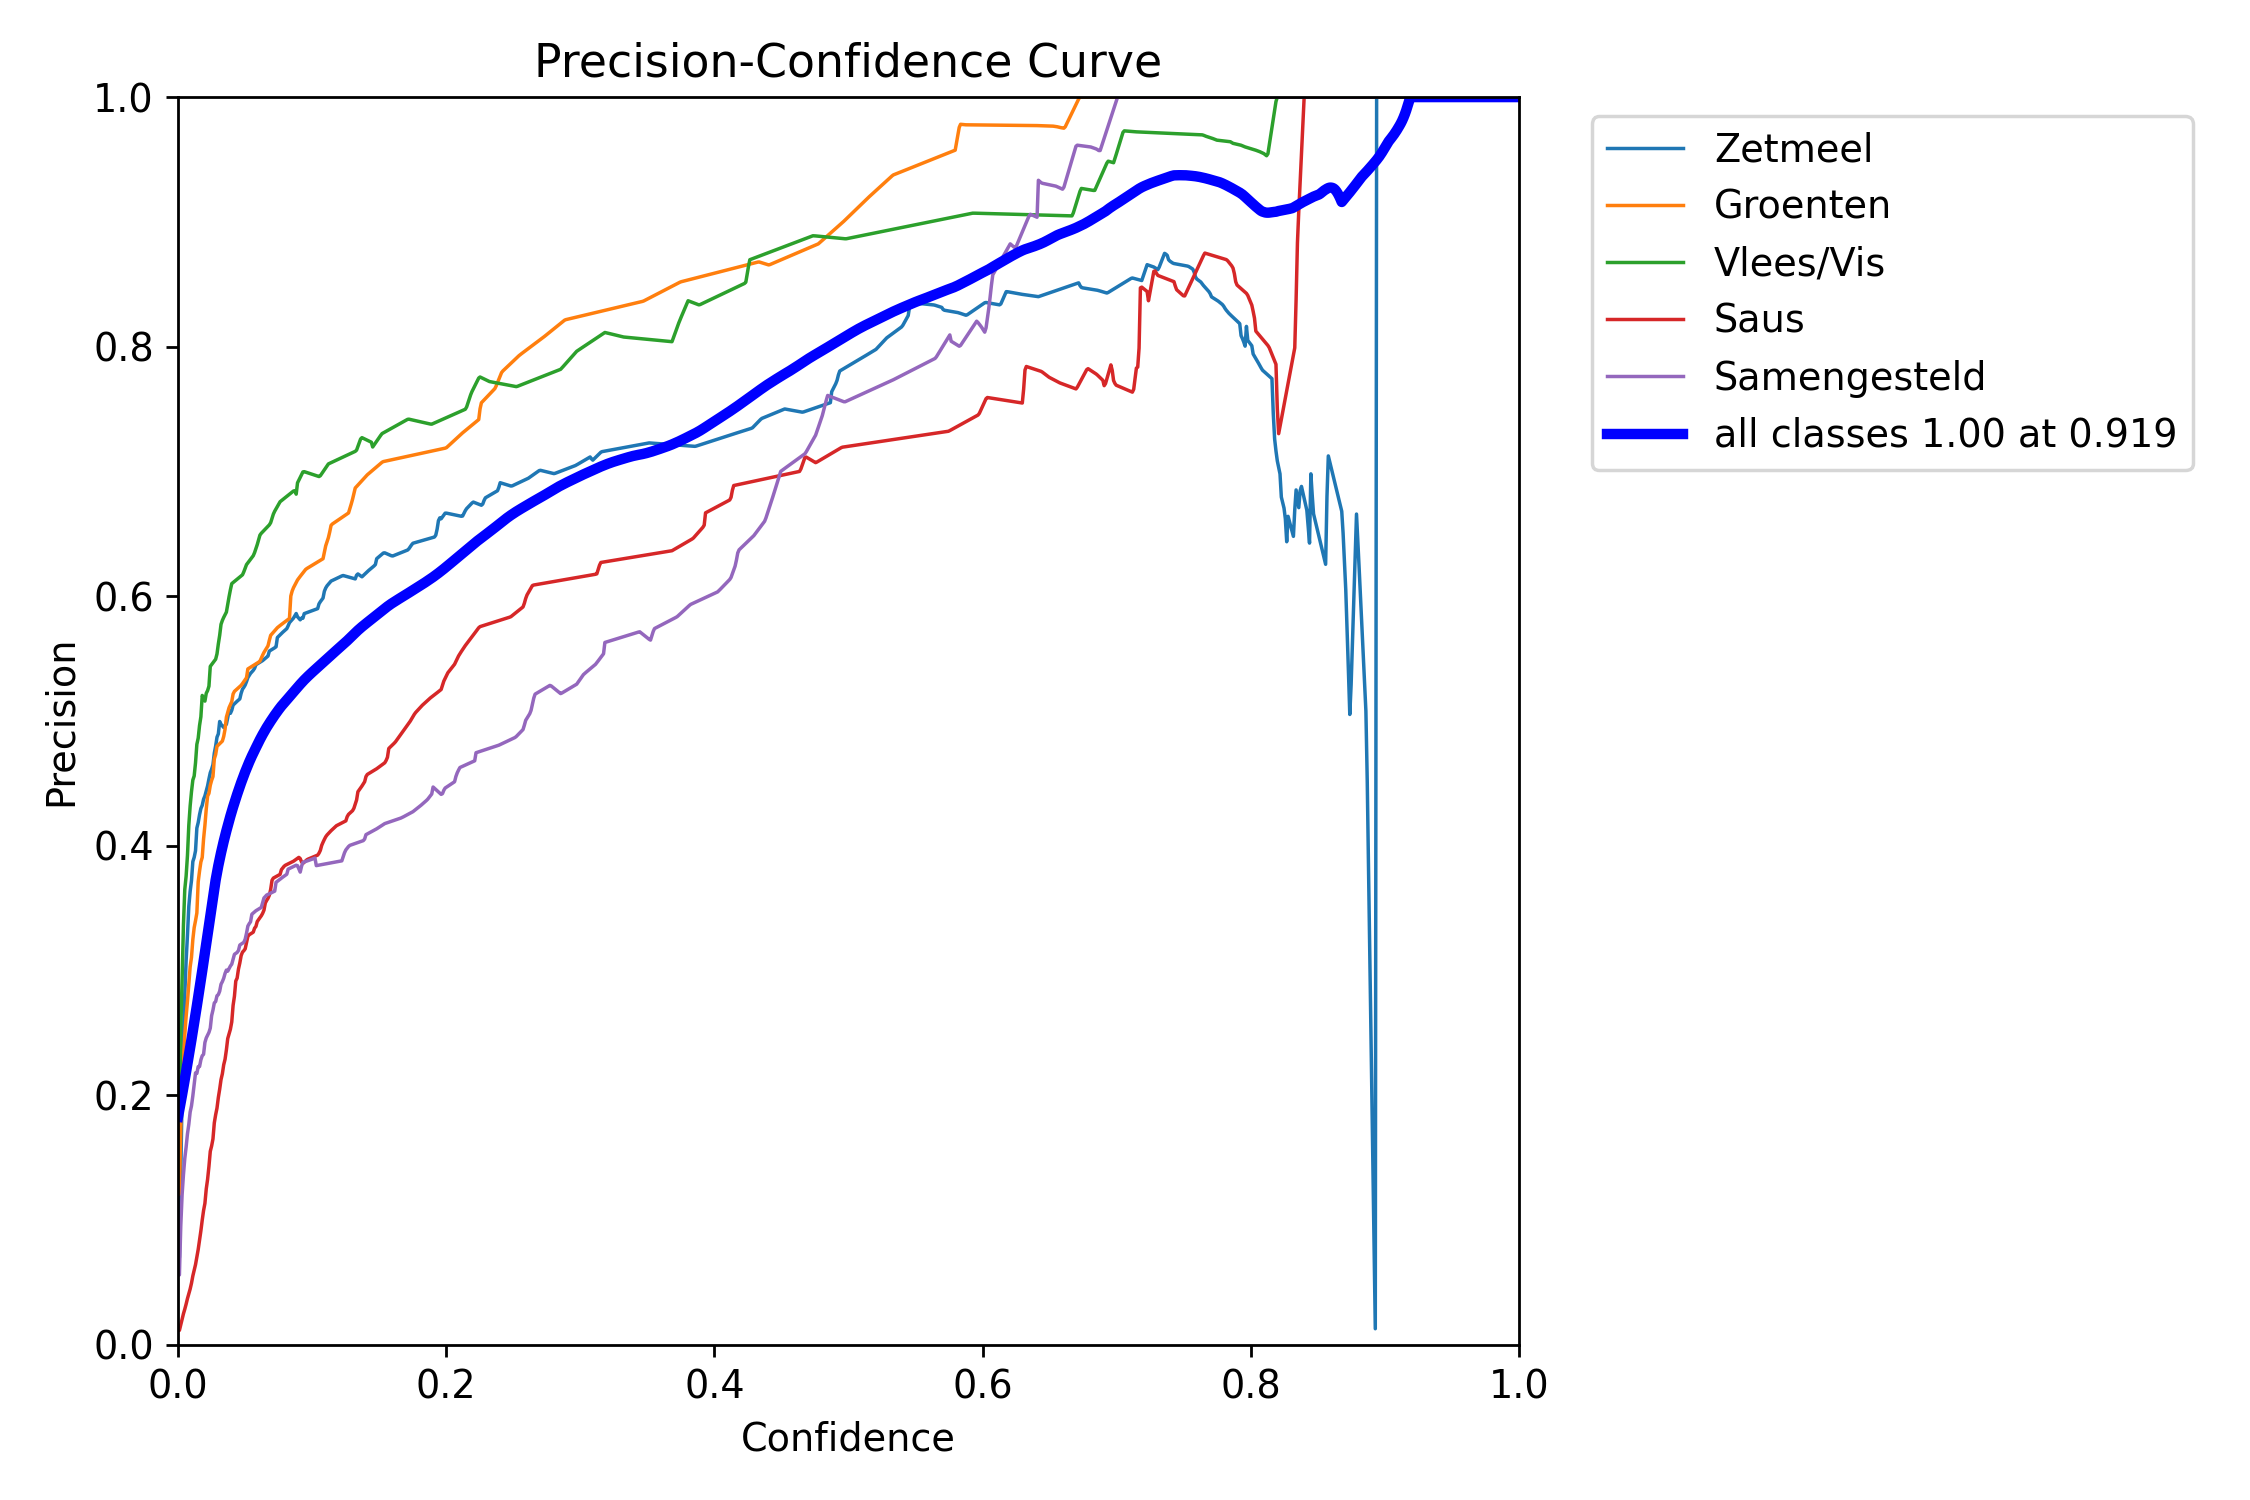 Precision-Confidence Curve
1.0
0.8
0.6
0.4
0.2
0.0
Precision
0.0 0.2 0.4 0.6 0.8 1.0
Confidence
Zetmeel
Groenten
Vlees/Vis
Saus
Samengesteld
all classes 1.00 at 0.919